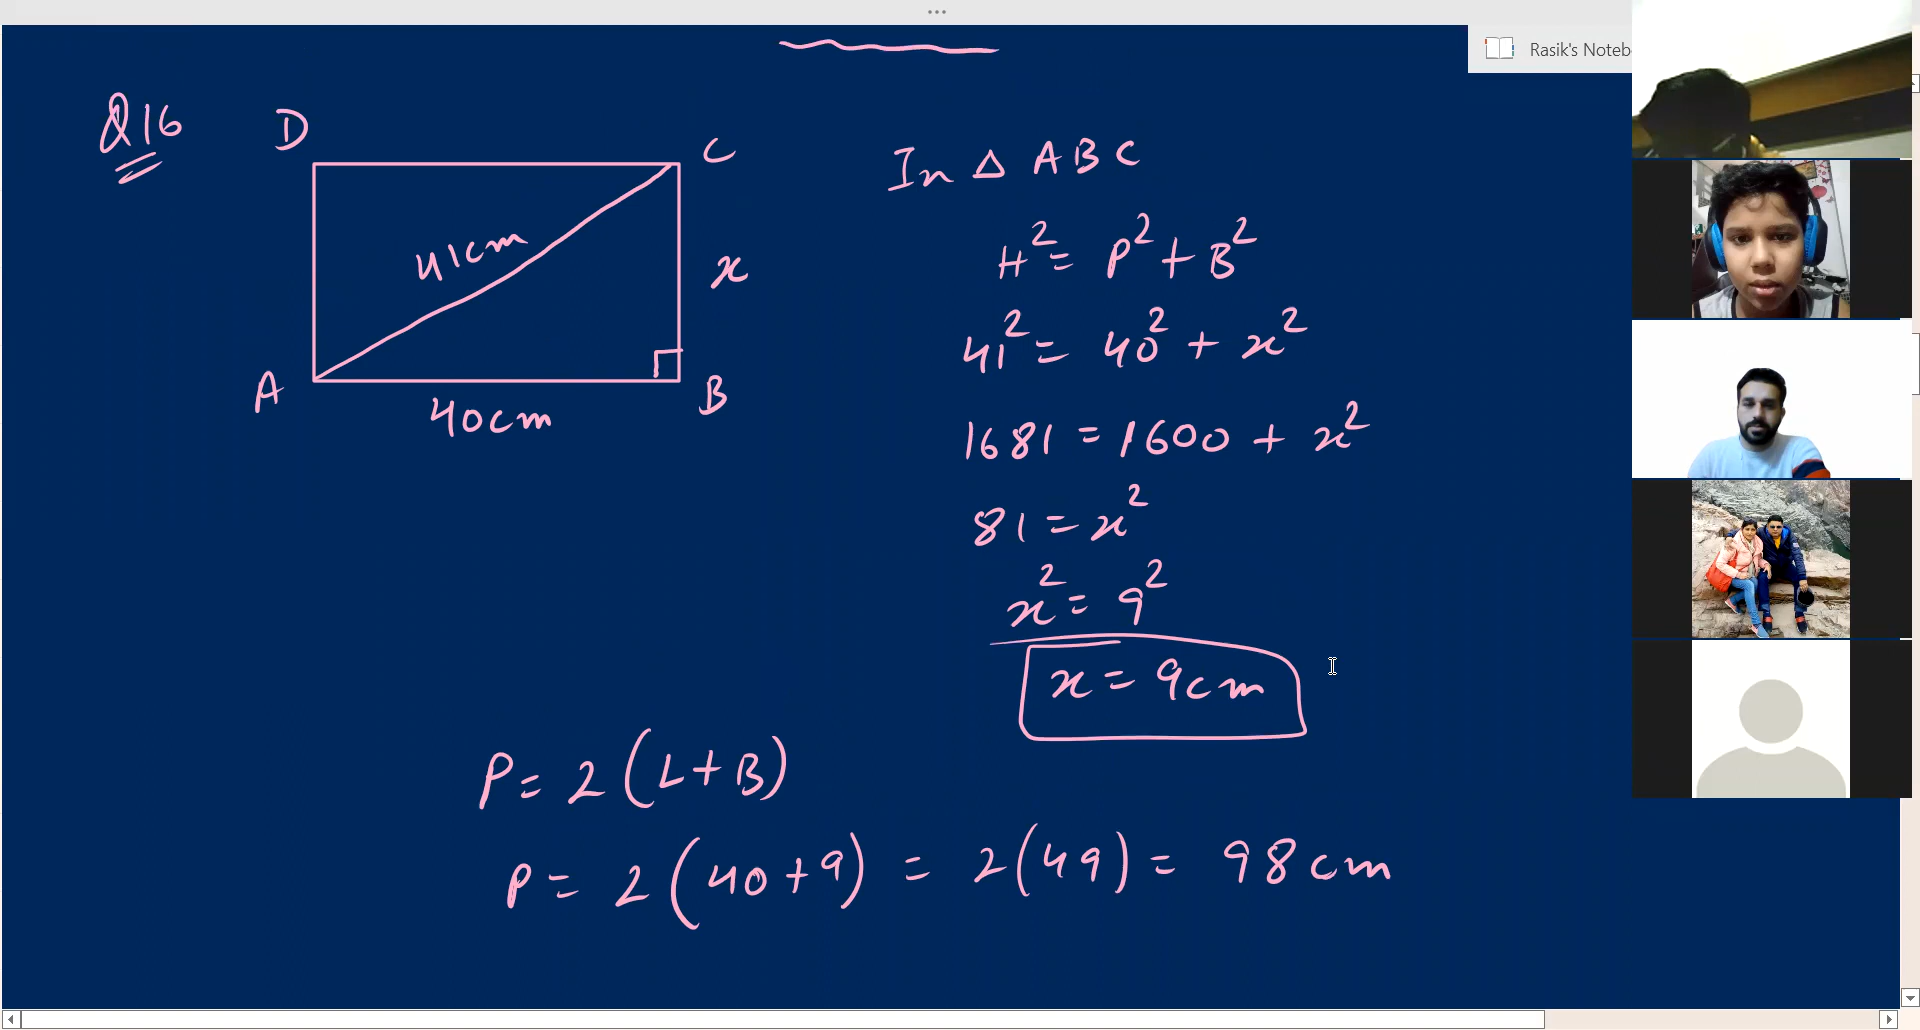 Rasik's Noteb
Q16
D
C
41cm
x
A
B
40cm
In Δ ABC
H² = P² + B²
41² = 40² + x²
1681 = 1600 + x²
81 = x²
x² = 9²
x = 9cm
P = 2(L+B)
P = 2(40+9) = 2(49) = 98cm